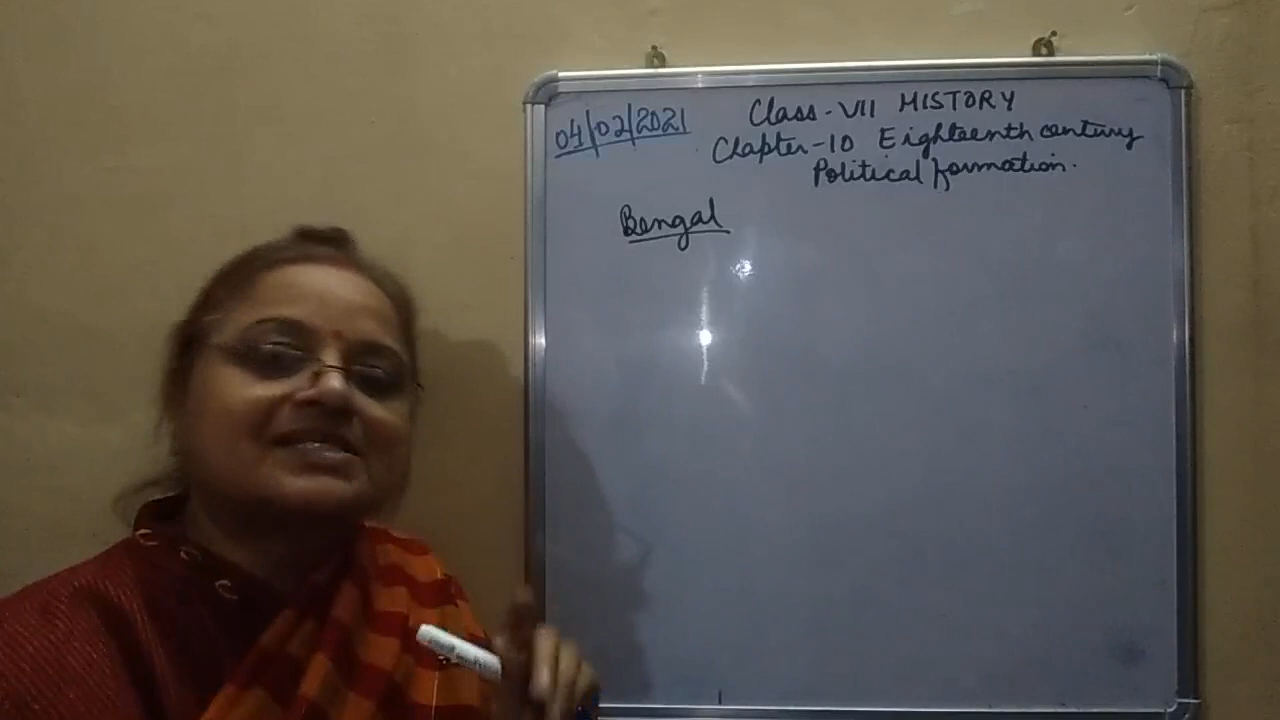 04/02/2021
Class-VII HISTORY
Chapter-10 Eighteenth century
Political formation.
Bengal